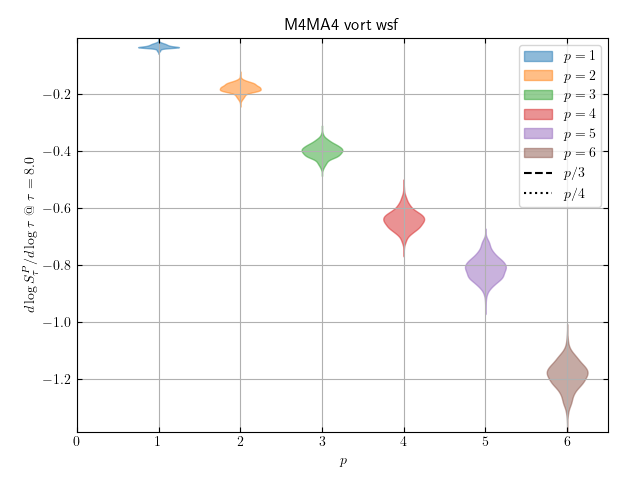 M4MA4 vort wsf
d log S_τ^P / d log τ @ τ = 8.0
−0.2
−0.4
−0.6
−0.8
−1.0
−1.2
0 1 2 3 4 5 6
p
p = 1
p = 2
p = 3
p = 4
p = 5
p = 6
p/3
p/4